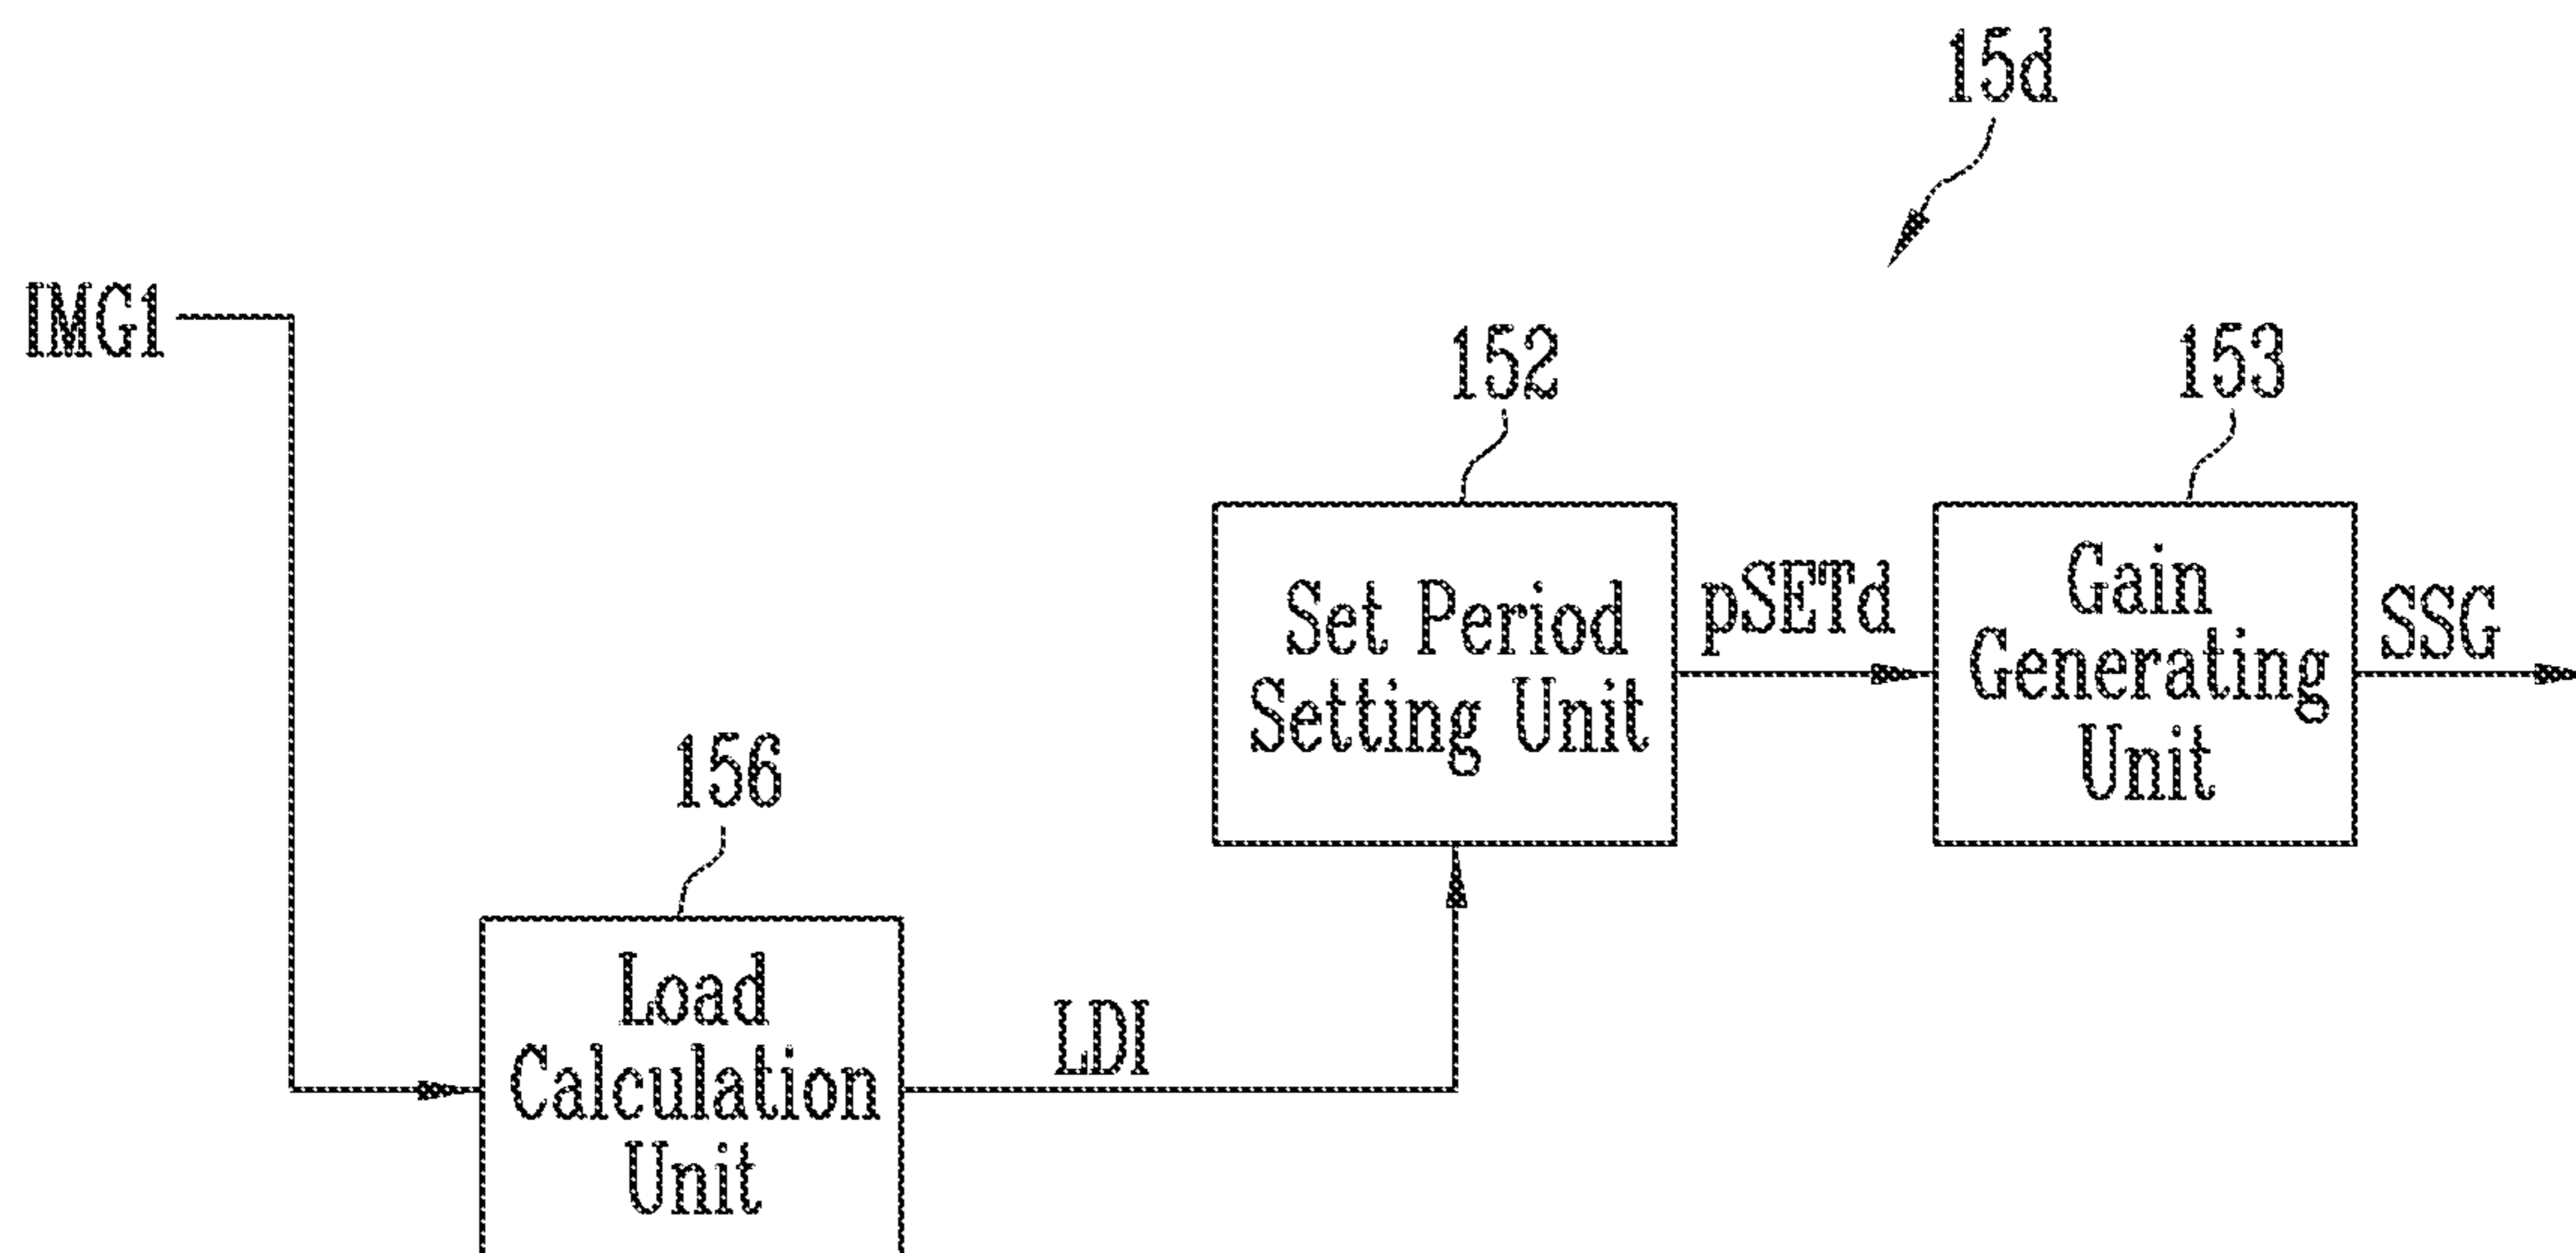 15d
IMG1
152
153
Set Period
Setting Unit
pSETd
Gain
Generating
Unit
SSG
156
Load
Calculation
Unit
LDI